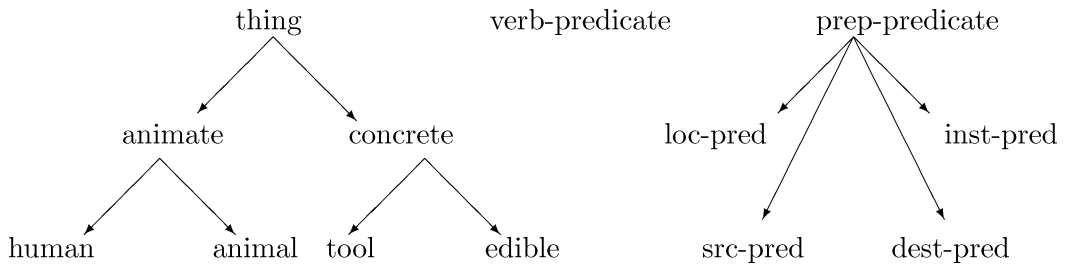 thing verb-predicate prep-predicate
animate concrete loc-pred inst-pred
human animal tool edible src-pred dest-pred